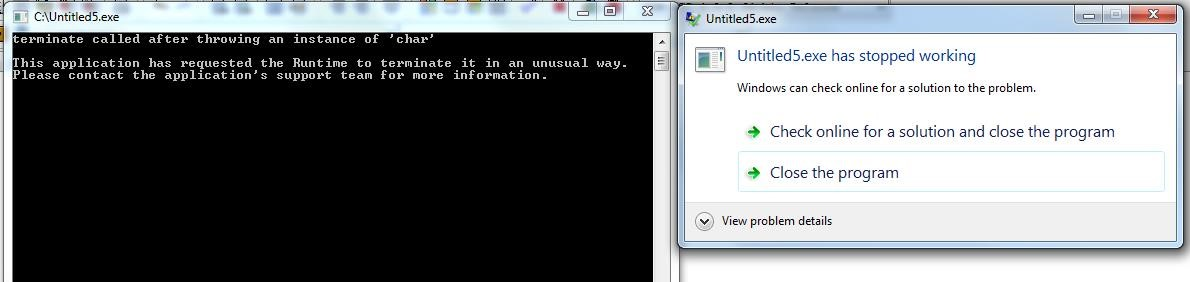 C:\Untitled5.exe
terminate called after throwing an instance of 'char'
This application has requested the Runtime to terminate it in an unusual way.
Please contact the application's support team for more information.
Untitled5.exe
Untitled5.exe has stopped working
Windows can check online for a solution to the problem.
Check online for a solution and close the program
Close the program
View problem details